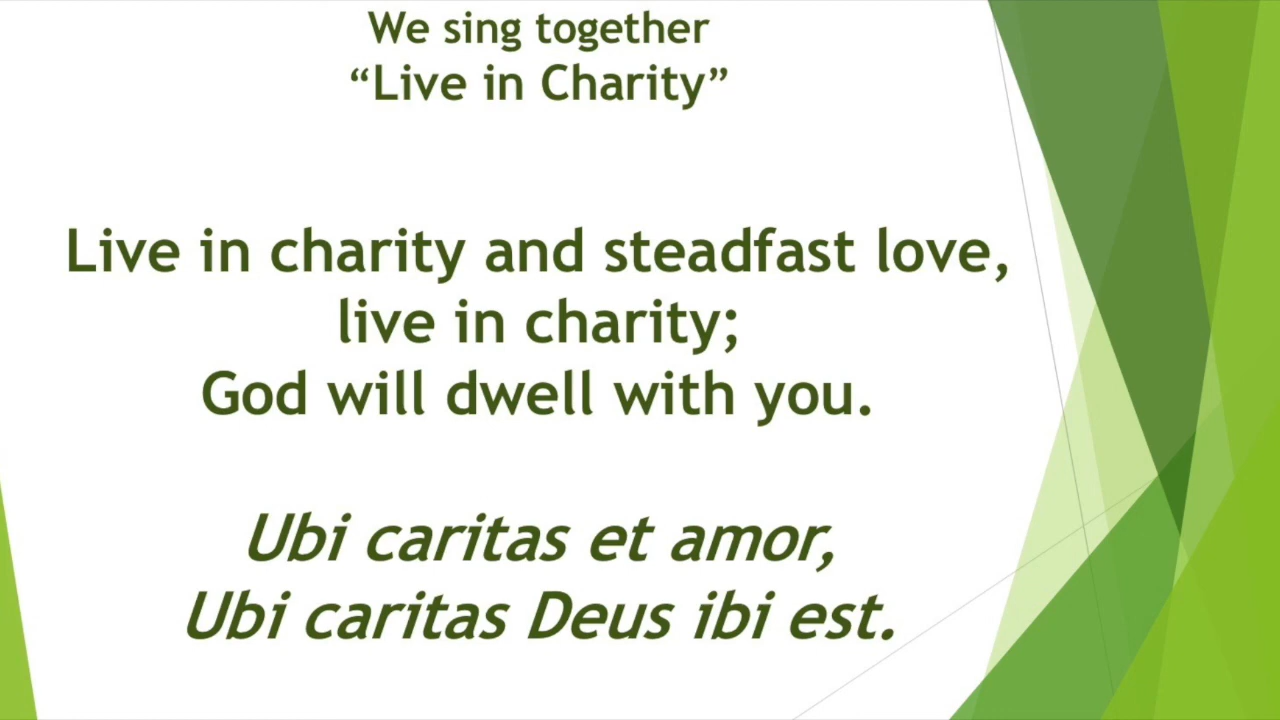 We sing together
“Live in Charity”
Live in charity and steadfast love,
live in charity;
God will dwell with you.
Ubi caritas et amor,
Ubi caritas Deus ibi est.